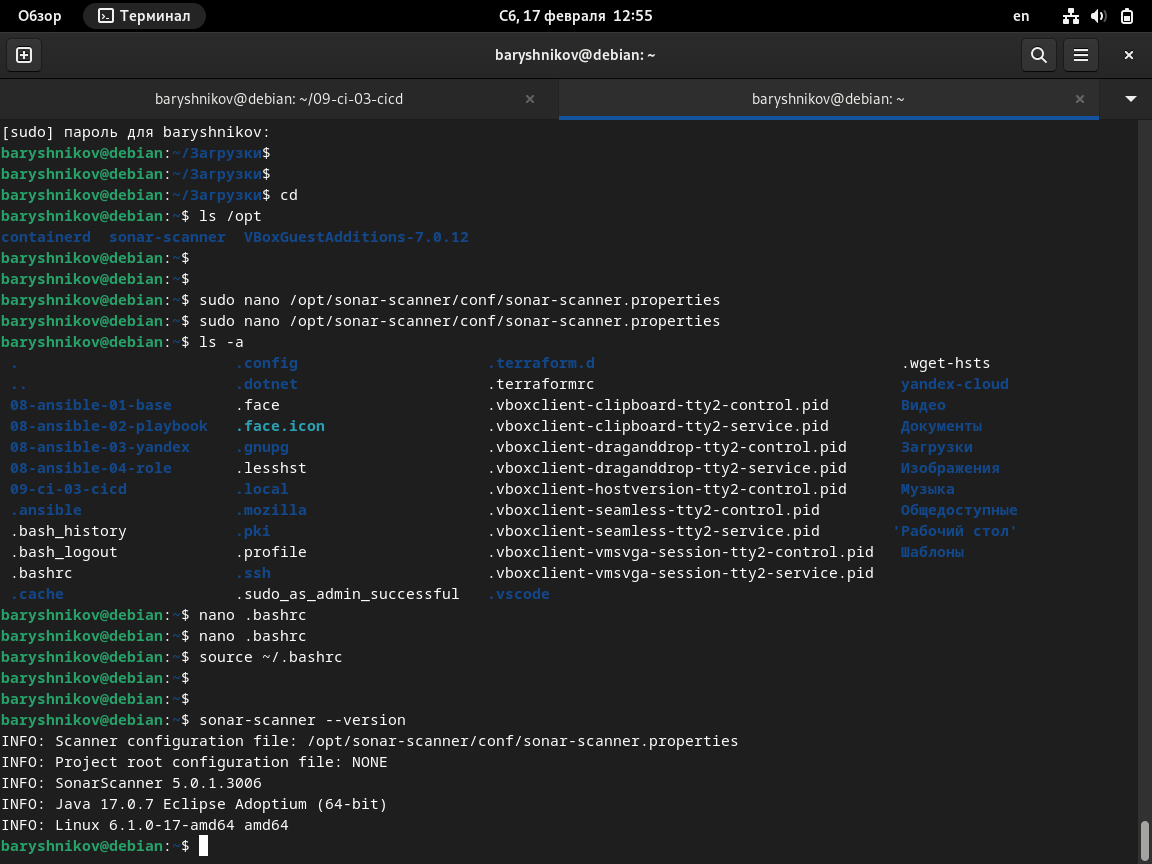 Обзор Терминал Сб, 17 февраля 12:55 en
baryshnikov@debian: ~
baryshnikov@debian: ~/09-ci-03-cicd × baryshnikov@debian: ~ ×
[sudo] пароль для baryshnikov:
baryshnikov@debian:~/Загрузки$
baryshnikov@debian:~/Загрузки$
baryshnikov@debian:~/Загрузки$ cd
baryshnikov@debian:~$ ls /opt
containerd  sonar-scanner  VBoxGuestAdditions-7.0.12
baryshnikov@debian:~$
baryshnikov@debian:~$
baryshnikov@debian:~$ sudo nano /opt/sonar-scanner/conf/sonar-scanner.properties
baryshnikov@debian:~$ sudo nano /opt/sonar-scanner/conf/sonar-scanner.properties
baryshnikov@debian:~$ ls -a
. .config .terraform.d .wget-hsts
.. .dotnet .terraformrc yandex-cloud
08-ansible-01-base .face .vboxclient-clipboard-tty2-control.pid Видео
08-ansible-02-playbook .face.icon .vboxclient-clipboard-tty2-service.pid Документы
08-ansible-03-yandex .gnupg .vboxclient-draganddrop-tty2-control.pid Загрузки
08-ansible-04-role .lesshst .vboxclient-draganddrop-tty2-service.pid Изображения
09-ci-03-cicd .local .vboxclient-hostversion-tty2-control.pid Музыка
.ansible .mozilla .vboxclient-seamless-tty2-control.pid Общедоступные
.bash_history .pki .vboxclient-seamless-tty2-service.pid 'Рабочий стол'
.bash_logout .profile .vboxclient-vmsvga-session-tty2-control.pid Шаблоны
.bashrc .ssh .vboxclient-vmsvga-session-tty2-service.pid
.cache .sudo_as_admin_successful .vscode
baryshnikov@debian:~$ nano .bashrc
baryshnikov@debian:~$ nano .bashrc
baryshnikov@debian:~$ source ~/.bashrc
baryshnikov@debian:~$
baryshnikov@debian:~$
baryshnikov@debian:~$ sonar-scanner --version
INFO: Scanner configuration file: /opt/sonar-scanner/conf/sonar-scanner.properties
INFO: Project root configuration file: NONE
INFO: SonarScanner 5.0.1.3006
INFO: Java 17.0.7 Eclipse Adoptium (64-bit)
INFO: Linux 6.1.0-17-amd64 amd64
baryshnikov@debian:~$